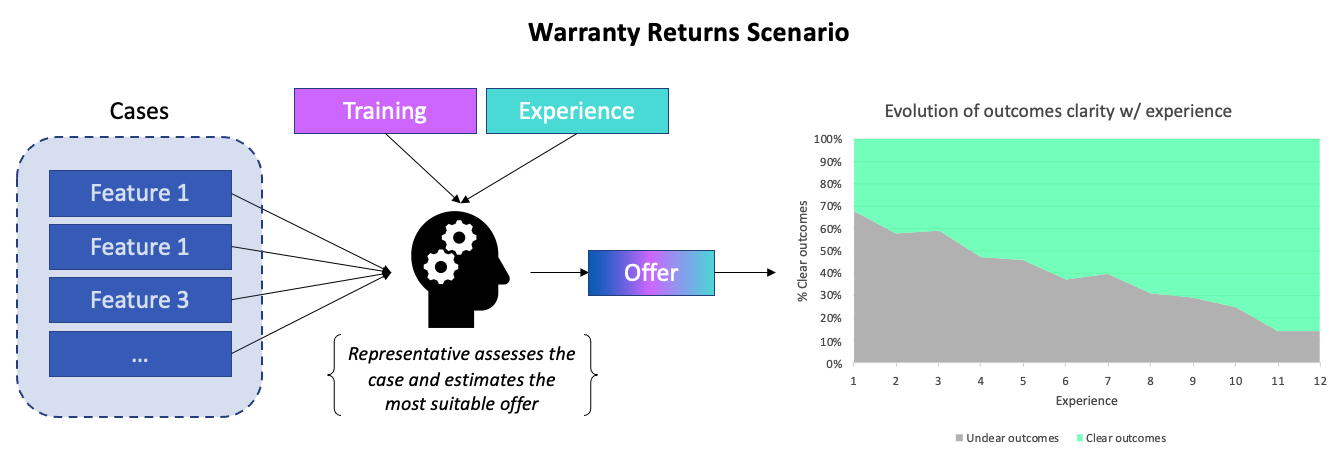 Warranty Returns Scenario
Cases
Feature 1
Feature 1
Feature 3
...
Training
Experience
Representative assesses the
case and estimates the
most suitable offer
Offer
Evolution of outcomes clarity w/ experience
% Clear outcomes
100%
90%
80%
70%
60%
50%
40%
30%
20%
10%
0%
1 2 3 4 5 6 7 8 9 10 11 12
Experience
Undear outcomes Clear outcomes